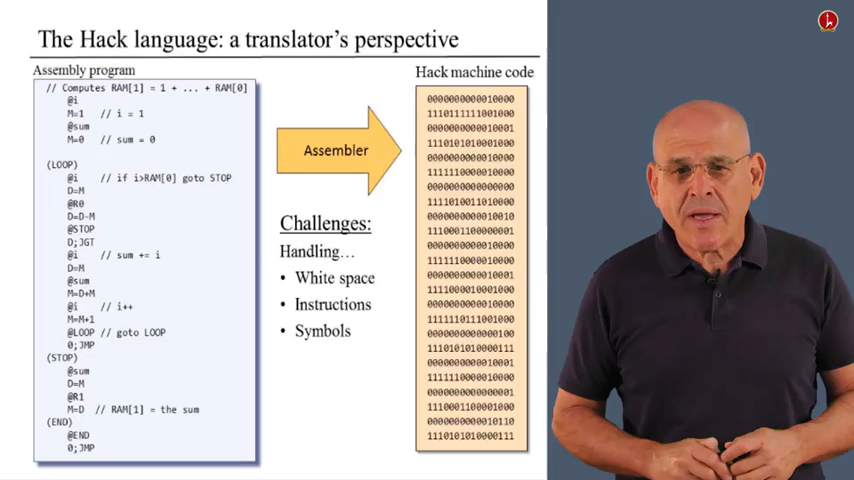 The Hack language: a translator's perspective
Assembly program
// Computes RAM[1] = 1 + ... + RAM[0]
@i
M=1 // i = 1
@sum
M=0 // sum = 0
(LOOP)
@i // if i>RAM[0] goto STOP
D=M
@R0
D=D-M
@STOP
D;JGT
@i // sum += i
D=M
@sum
M=D+M
@i // i++
M=M+1
@LOOP // goto LOOP
0;JMP
(STOP)
@sum
D=M
@R1
M=D // RAM[1] = the sum
(END)
@END
0;JMP
Assembler
Challenges:
Handling…
• White space
• Instructions
• Symbols
Hack machine code
0000000000010000
1110111111001000
0000000000010001
1110101010001000
0000000000010000
1111110000010000
0000000000000000
1111010011010000
0000000000010010
1110001100000001
0000000000010000
1111110000010000
0000000000010001
1111000010001000
0000000000010000
1111110111001000
0000000000000100
1110101010000111
0000000000010001
1111110000010000
0000000000000001
1110001100001000
0000000000010110
1110101010000111